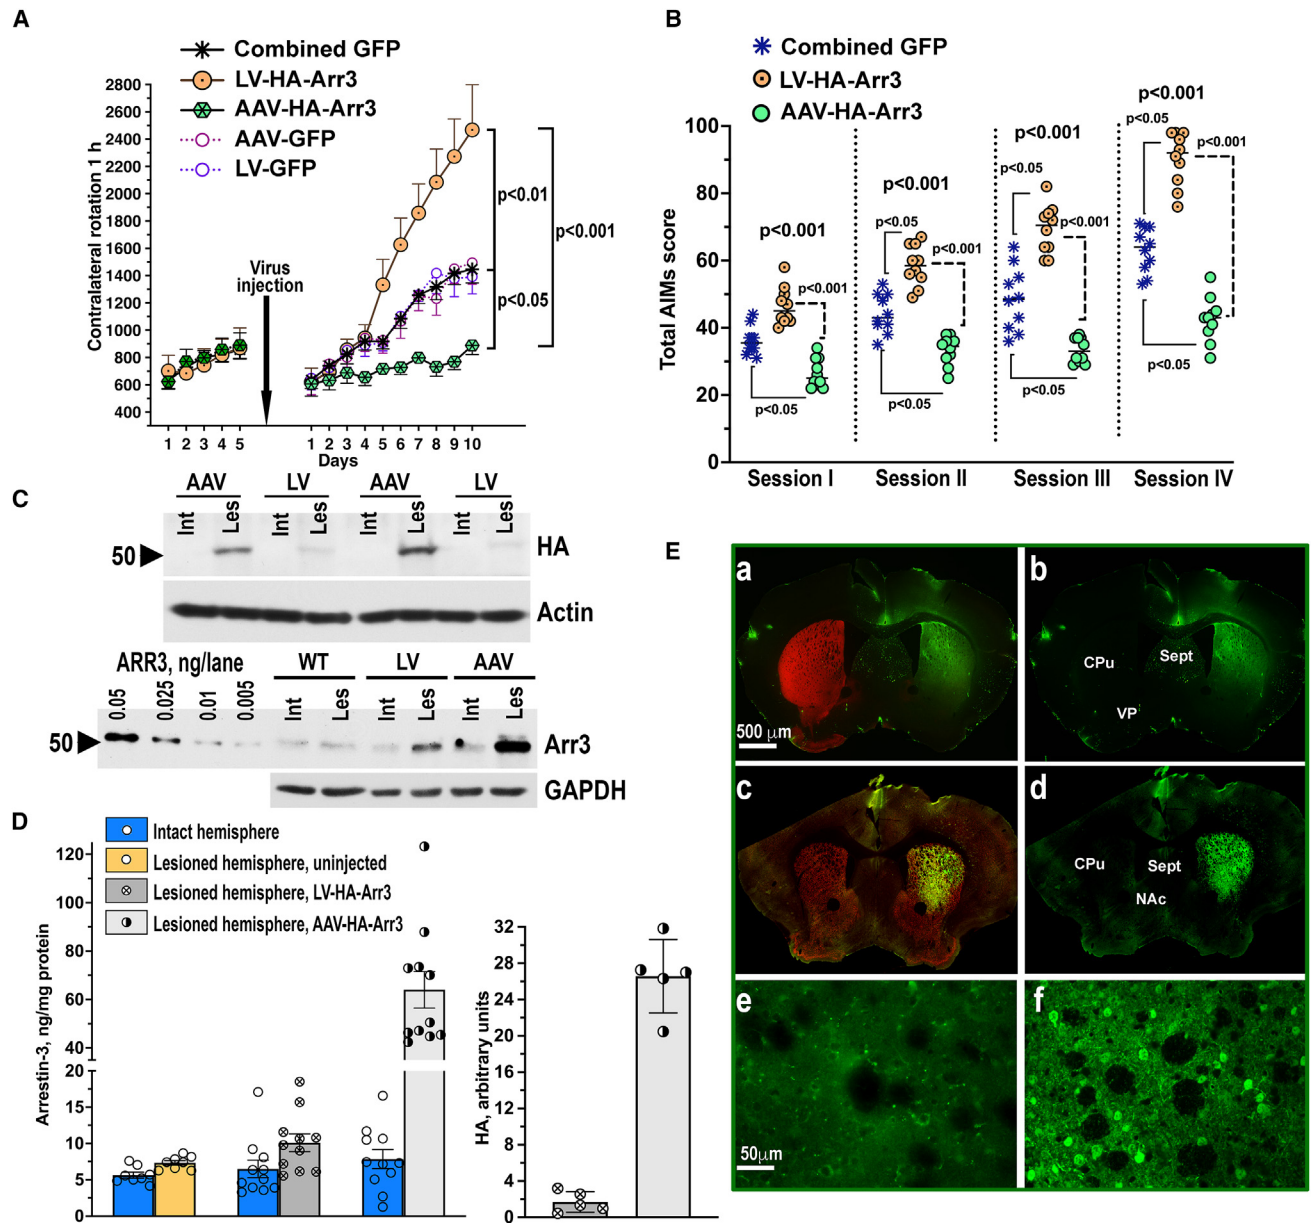 A
Combined GFP
LV-HA-Arr3
AAV-HA-Arr3
AAV-GFP
LV-GFP
Contralateral rotation 1 h
2800
2600
2400
2200
2000
1800
1600
1400
1200
1000
800
600
400
Virus
injection
p<0.01
p<0.001
p<0.05
1 2 3 4 5 1 2 3 4 5 6 7 8 9 10
Days
B
Combined GFP
LV-HA-Arr3
AAV-HA-Arr3
Total AIMs score
100
80
60
40
20
0
p<0.001
p<0.001
p<0.05
p<0.001
p<0.05
p<0.001
p<0.05
p<0.001
p<0.05
p<0.001
p<0.05
p<0.001
p<0.05
p<0.001
p<0.05
Session I Session II Session III Session IV
C
AAV LV AAV LV
Int Les Int Les Int Les Int Les
50 HA
Actin
ARR3, ng/lane WT LV AAV
0.05 0.025 0.01 0.005 Int Les Int Les Int Les
50 Arr3
GAPDH
D
Intact hemisphere
Lesioned hemisphere, uninjected
Lesioned hemisphere, LV-HA-Arr3
Lesioned hemisphere, AAV-HA-Arr3
Arrestin-3, ng/mg protein
120
100
80
60
40
20
15
10
5
0
HA, arbitrary units
32
28
24
20
16
12
8
4
0
E
a
500 µm
b
CPu
Sept
VP
c
d
CPu
Sept
NAc
e
50µm
f